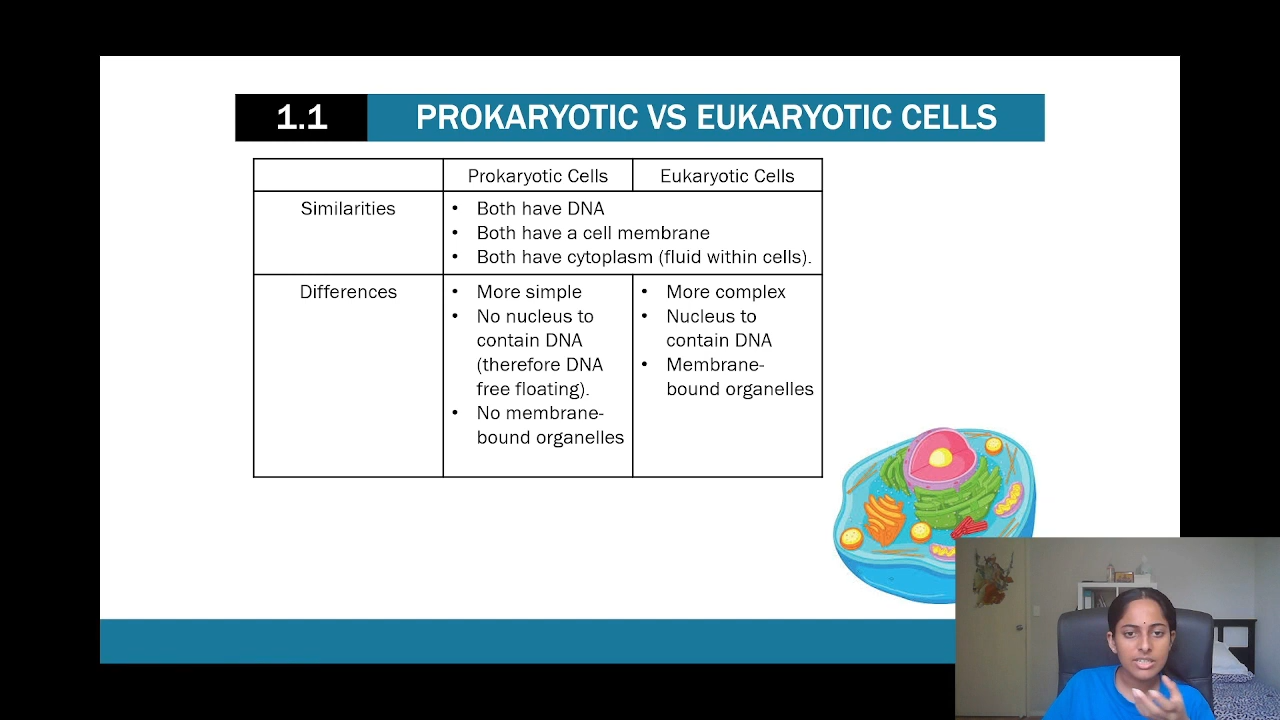 1.1 PROKARYOTIC VS EUKARYOTIC CELLS
Prokaryotic Cells Eukaryotic Cells
Similarities
• Both have DNA
• Both have a cell membrane
• Both have cytoplasm (fluid within cells).
Differences
• More simple
• No nucleus to
contain DNA
(therefore DNA
free floating).
• No membrane-
bound organelles
• More complex
• Nucleus to
contain DNA
• Membrane-
bound organelles